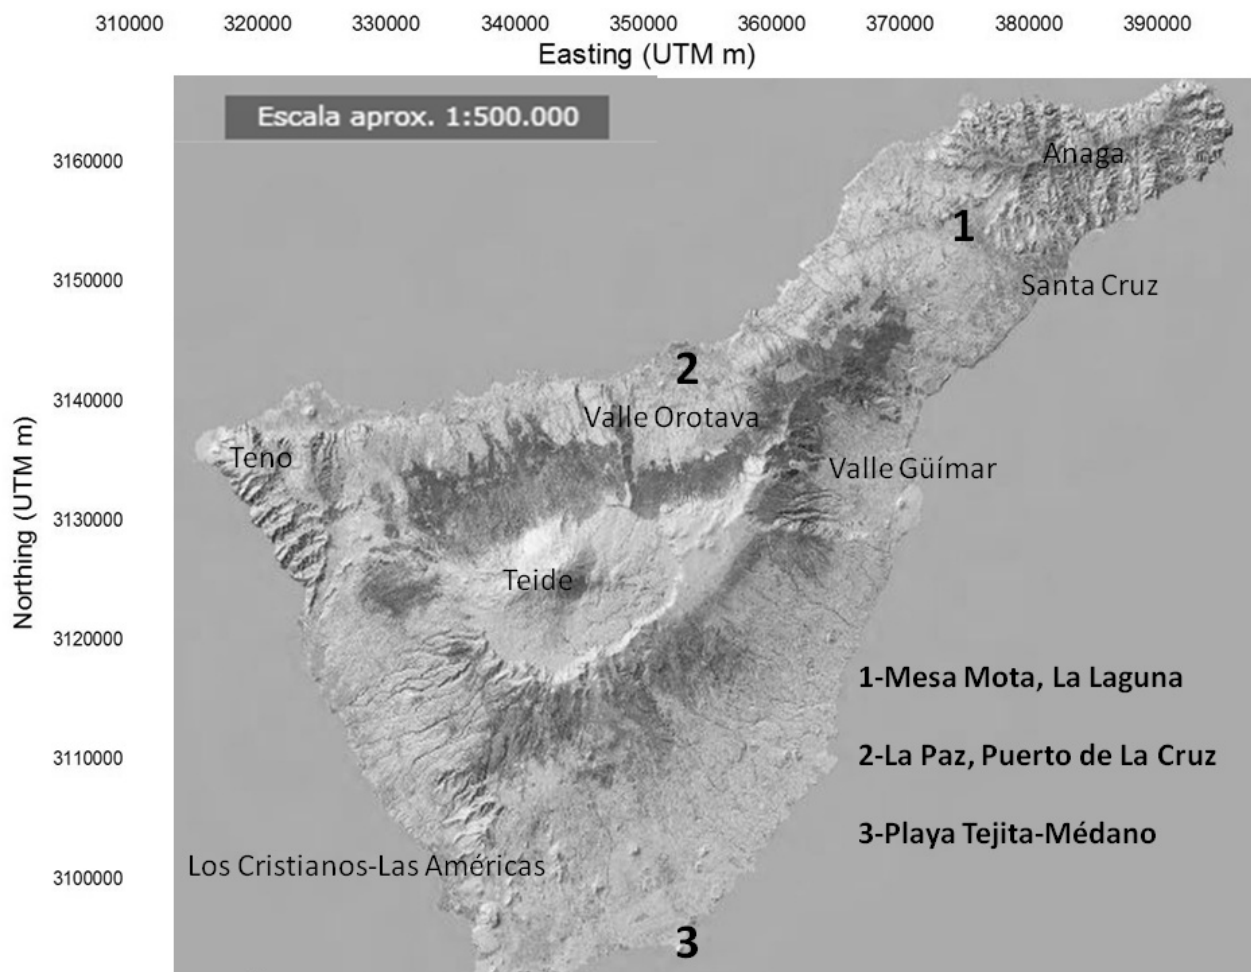 310000 320000 330000 340000 350000 360000 370000 380000 390000
Easting (UTM m)
Escala aprox. 1:500.000
3160000
Anaga
1
3150000
Santa Cruz
2
3140000
Valle Orotava
Teno
Valle Güímar
3130000
Northing (UTM m)
Teide
3120000
1-Mesa Mota, La Laguna
3110000
2-La Paz, Puerto de La Cruz
3-Playa Tejita-Médano
3100000
Los Cristianos-Las Américas
3